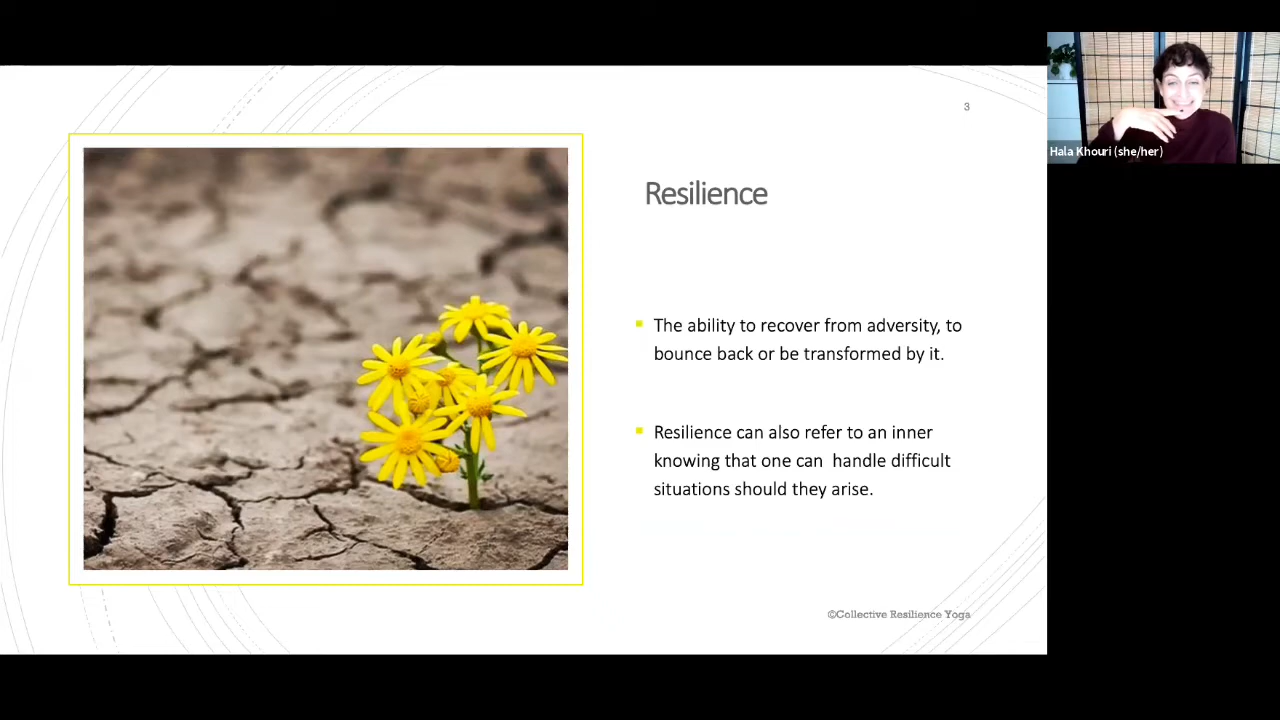 3
Hala Khouri (she/her)
Resilience
The ability to recover from adversity, to
bounce back or be transformed by it.
Resilience can also refer to an inner
knowing that one can  handle difficult
situations should they arise.
©Collective Resilience Yoga